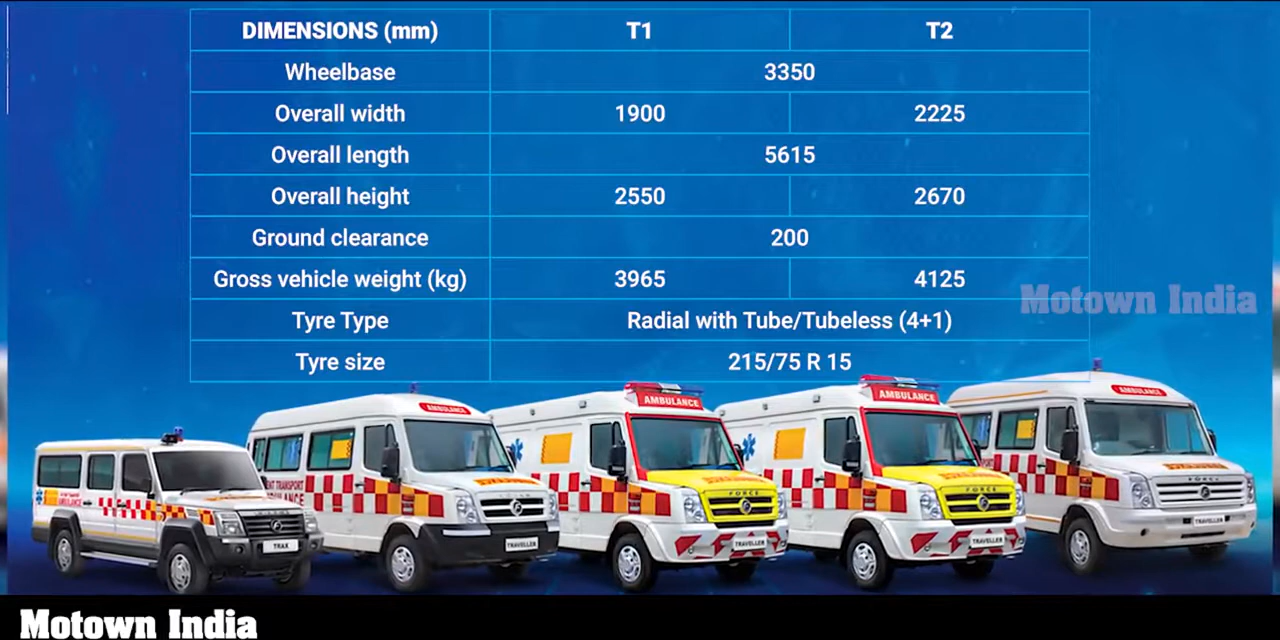 DIMENSIONS (mm) T1 T2
Wheelbase 3350
Overall width 1900 2225
Overall length 5615
Overall height 2550 2670
Ground clearance 200
Gross vehicle weight (kg) 3965 4125
Motown India
Tyre Type Radial with Tube/Tubeless (4+1)
Tyre size 215/75 R 15
AMBULANCE
AMBULANCE
AMBULANCE
AMBULANCE
FORCE
FORCE
TRAX
TRAVELLER
TRAVELLER
TRAVELLER
TRAVELLER
Motown India